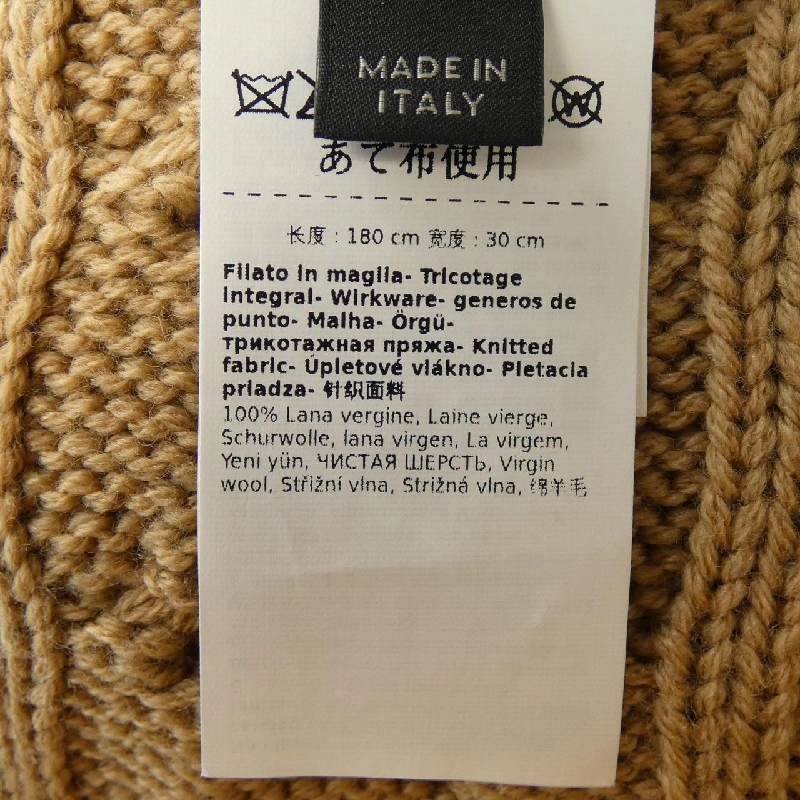 MADE IN
ITALY
W
あて布使用
长度 : 180 cm 宽度 : 30 cm
Filato in maglia- Tricotage
integral- Wirkware- generos de
punto- Malha- Örgü-
трикотажная пряжа- Knitted
fabric- Úpletové vlákno- Pletacia
priadza- 针织面料
100% Lana vergine, Laine vierge,
Schurwolle, lana virgen, La virgem,
Yeni yün, ЧИСТАЯ ШЕРСТЬ, Virgin
wool, Střižní vlna, Strižná vlna, 绵羊毛